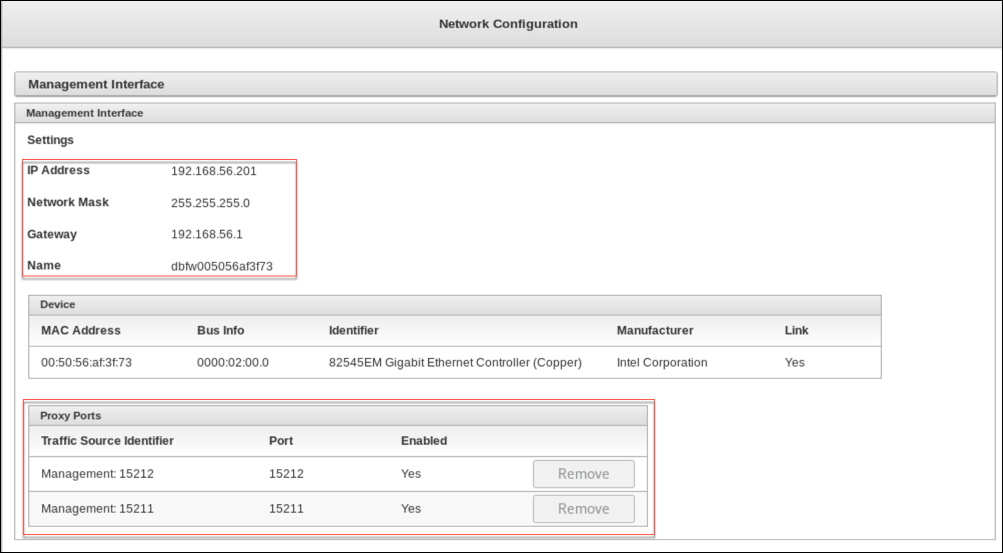 Network Configuration
Management Interface
Management Interface
Settings
IP Address 192.168.56.201
Network Mask 255.255.255.0
Gateway 192.168.56.1
Name dbfw005056af3f73
Device
MAC Address Bus Info Identifier Manufacturer Link
00:50:56:af:3f:73 0000:02:00.0 82545EM Gigabit Ethernet Controller (Copper) Intel Corporation Yes
Proxy Ports
Traffic Source Identifier Port Enabled
Management: 15212 15212 Yes Remove
Management: 15211 15211 Yes Remove